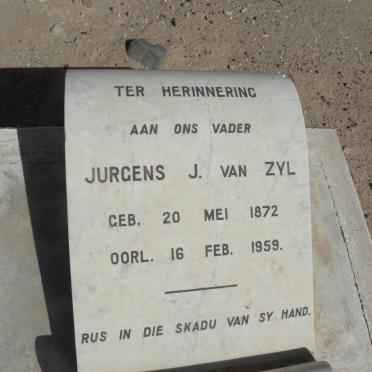 TER HERINNERING
AAN ONS VADER
JURGENS J. VAN ZYL
GEB. 20 MEI 1872
OORL. 16 FEB. 1959.
RUS IN DIE SKADU VAN SY HAND.